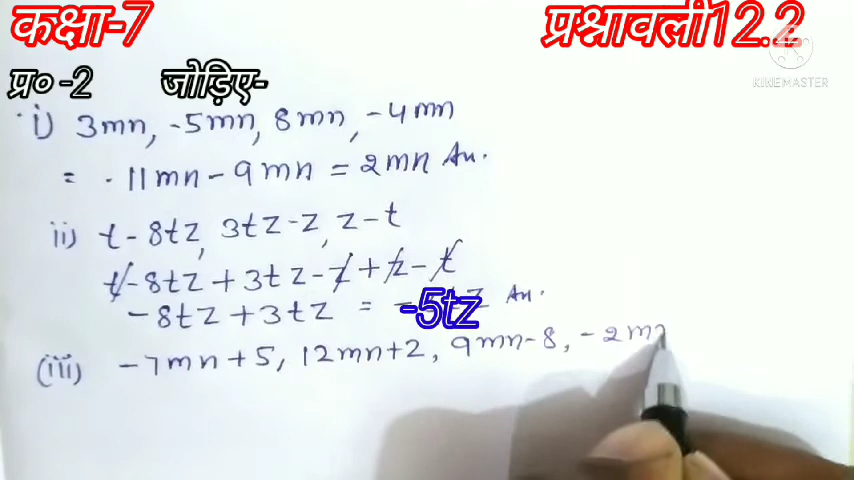 कक्षा-7 प्रश्नावली12.2
KINEMASTER
प्र० -2 जोड़िए-
i) 3mn, -5mn, 8mn, -4mn
= 11mn - 9mn = 2mn An.
ii) t - 8tz, 3tz - z, z - t
t - 8tz + 3tz - z + z - t
-8tz + 3tz = -5tz An.
(iii) -7mn + 5, 12mn + 2, 9mn - 8, -2mn